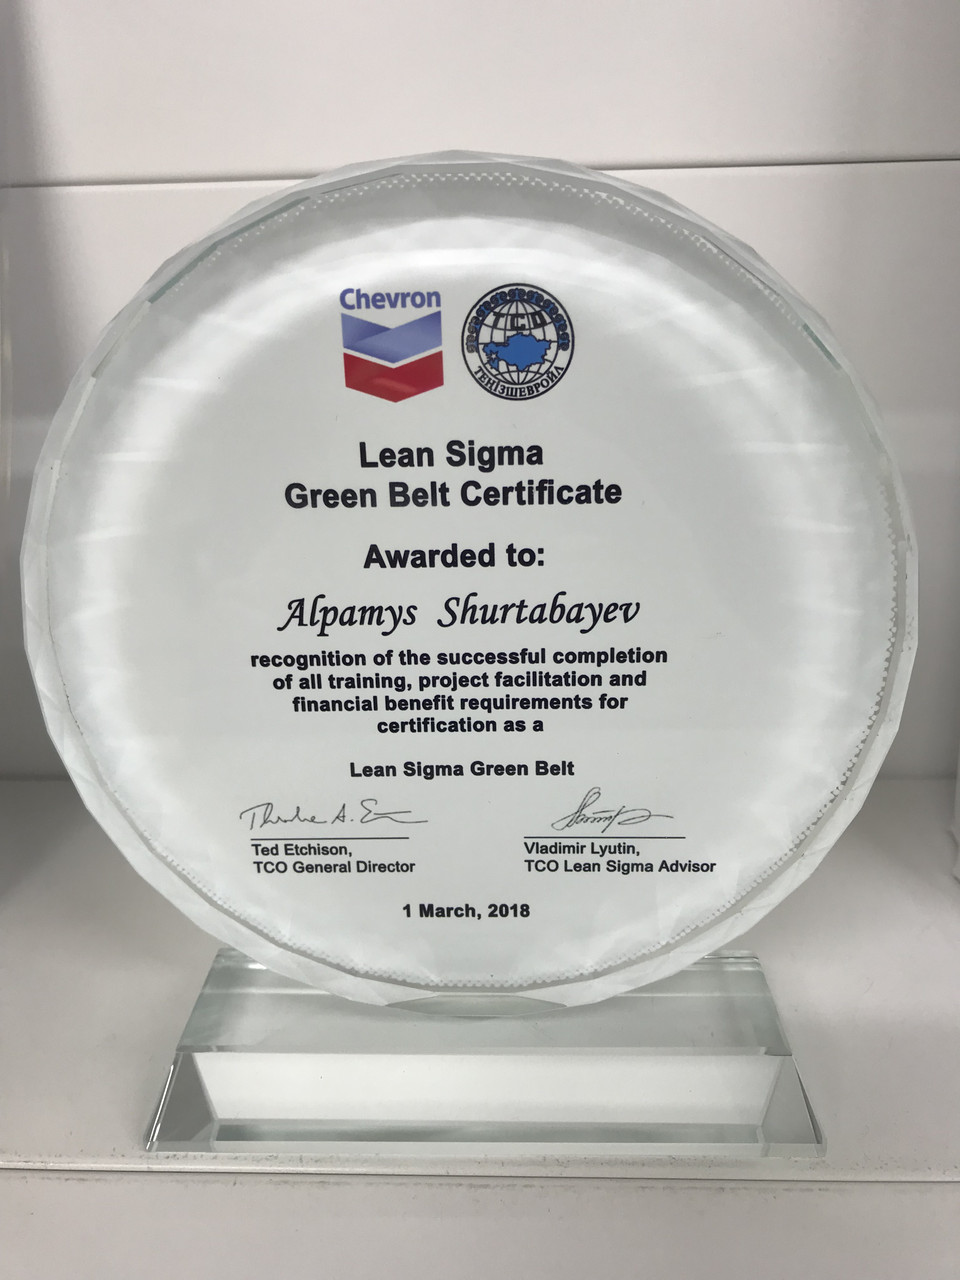 Chevron
TCO
ТЕҢІЗШЕВРОЙЛ
Lean Sigma
Green Belt Certificate
Awarded to:
Alpamys Shurtabayev
recognition of the successful completion
of all training, project facilitation and
financial benefit requirements for
certification as a
Lean Sigma Green Belt
Ted Etchison,
TCO General Director
Vladimir Lyutin,
TCO Lean Sigma Advisor
1 March, 2018